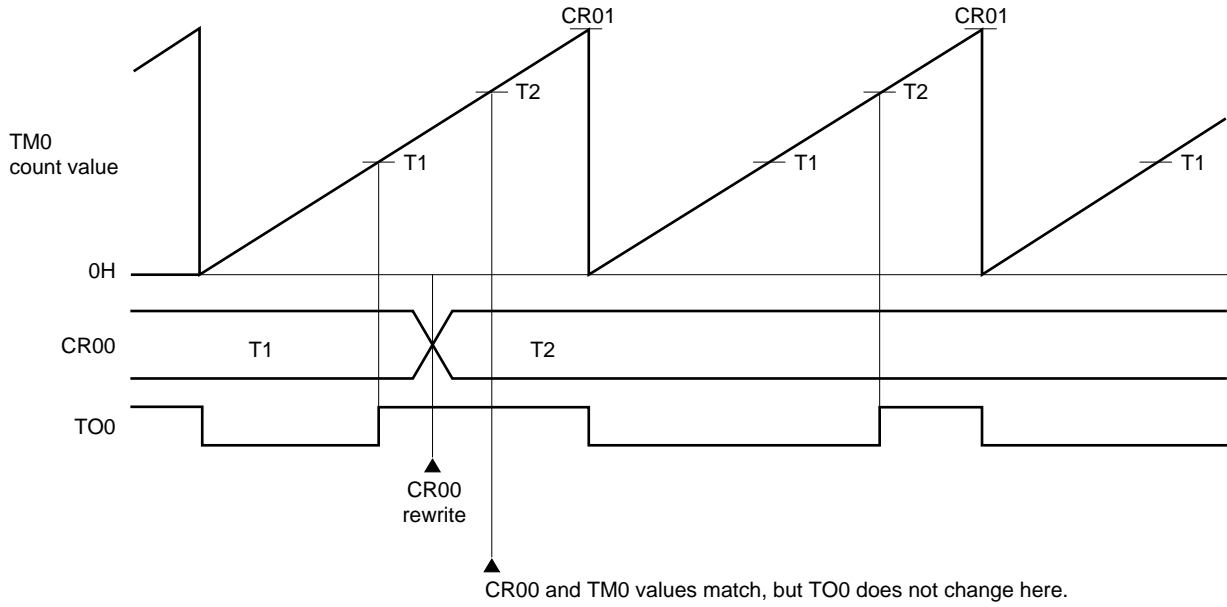 CR01
CR01
T2
T2
TM0
count value
T1
T1
T1
0H
CR00
T1
T2
TO0
CR00
rewrite
CR00 and TM0 values match, but TO0 does not change here.